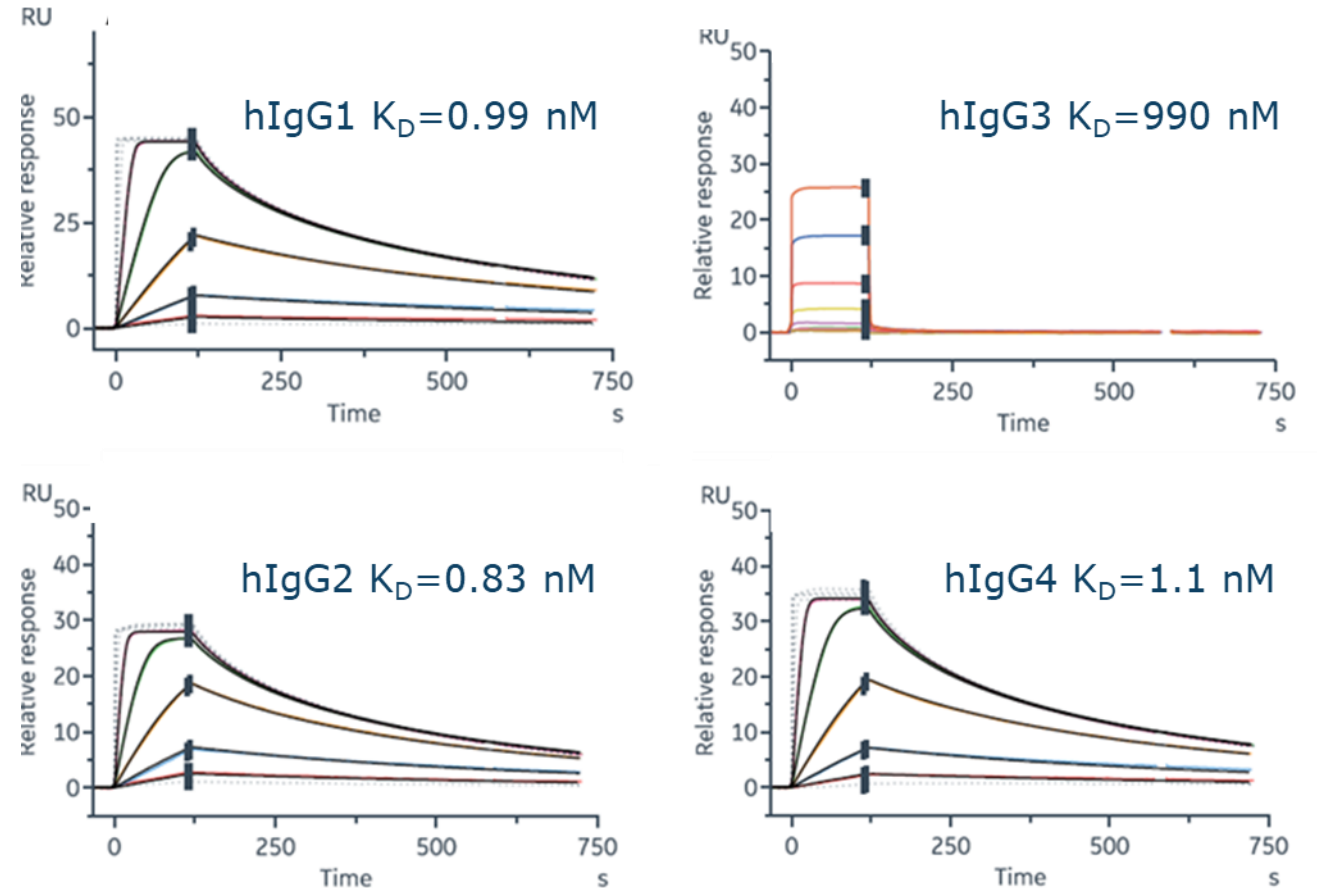 RU
50
25
0
Relative response
hIgG1 KD=0.99 nM
0 250 500 750
Time
s
RU
50
40
30
20
10
0
Relative response
hIgG3 KD=990 nM
0 250 500 750
Time
s
RU
50
40
30
20
10
0
Relative response
hIgG2 KD=0.83 nM
0 250 500 750
Time
s
RU
50
40
30
20
10
0
Relative response
hIgG4 KD=1.1 nM
0 250 500 750
Time
s